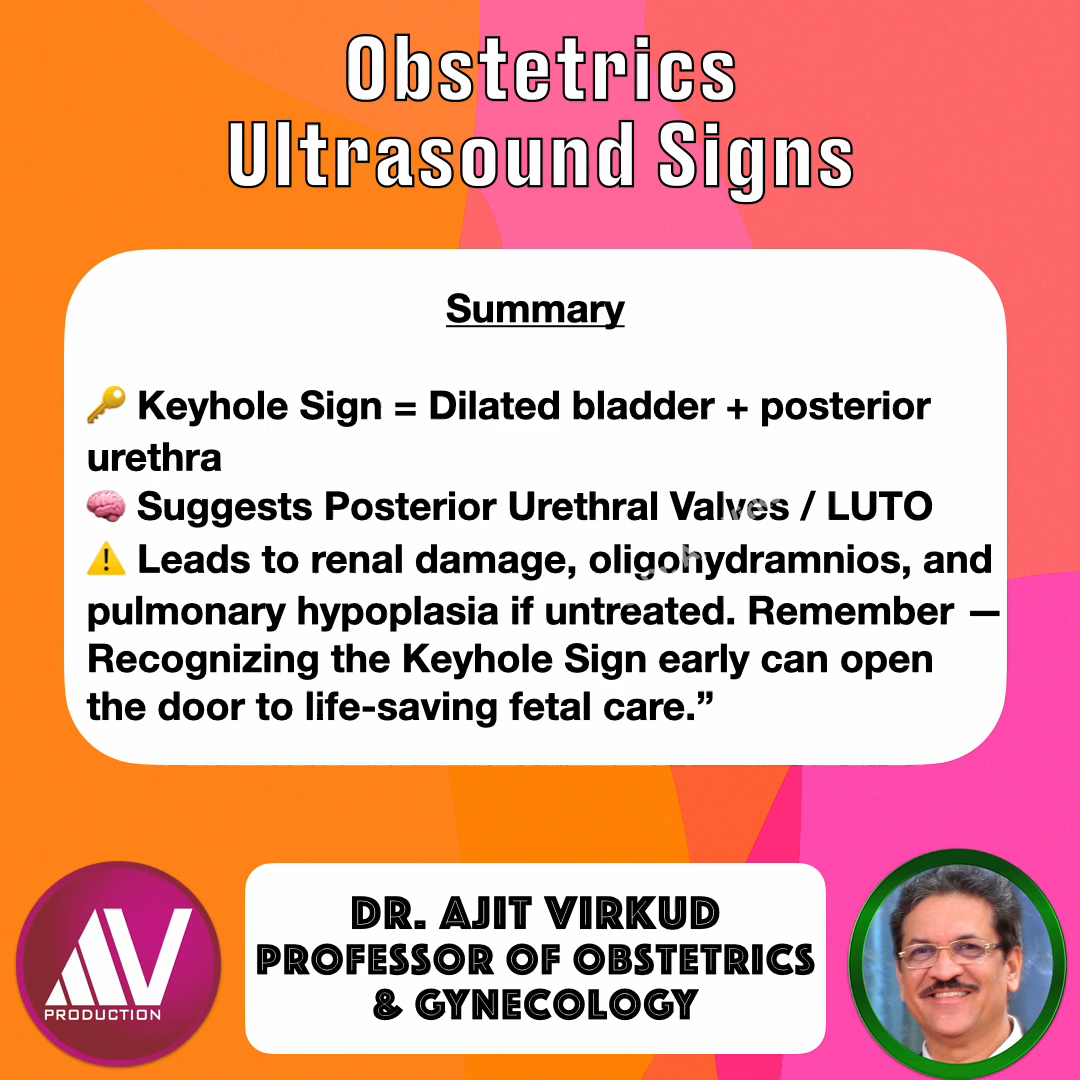 Obstetrics
Ultrasound Signs
Summary
🔑 Keyhole Sign = Dilated bladder + posterior
urethra
🧠 Suggests Posterior Urethral Valves / LUTO
⚠️ Leads to renal damage, oligohydramnios, and
pulmonary hypoplasia if untreated. Remember —
Recognizing the Keyhole Sign early can open
the door to life-saving fetal care.”
AV
PRODUCTION
DR. AJIT VIRKUD
PROFESSOR OF OBSTETRICS
& GYNECOLOGY